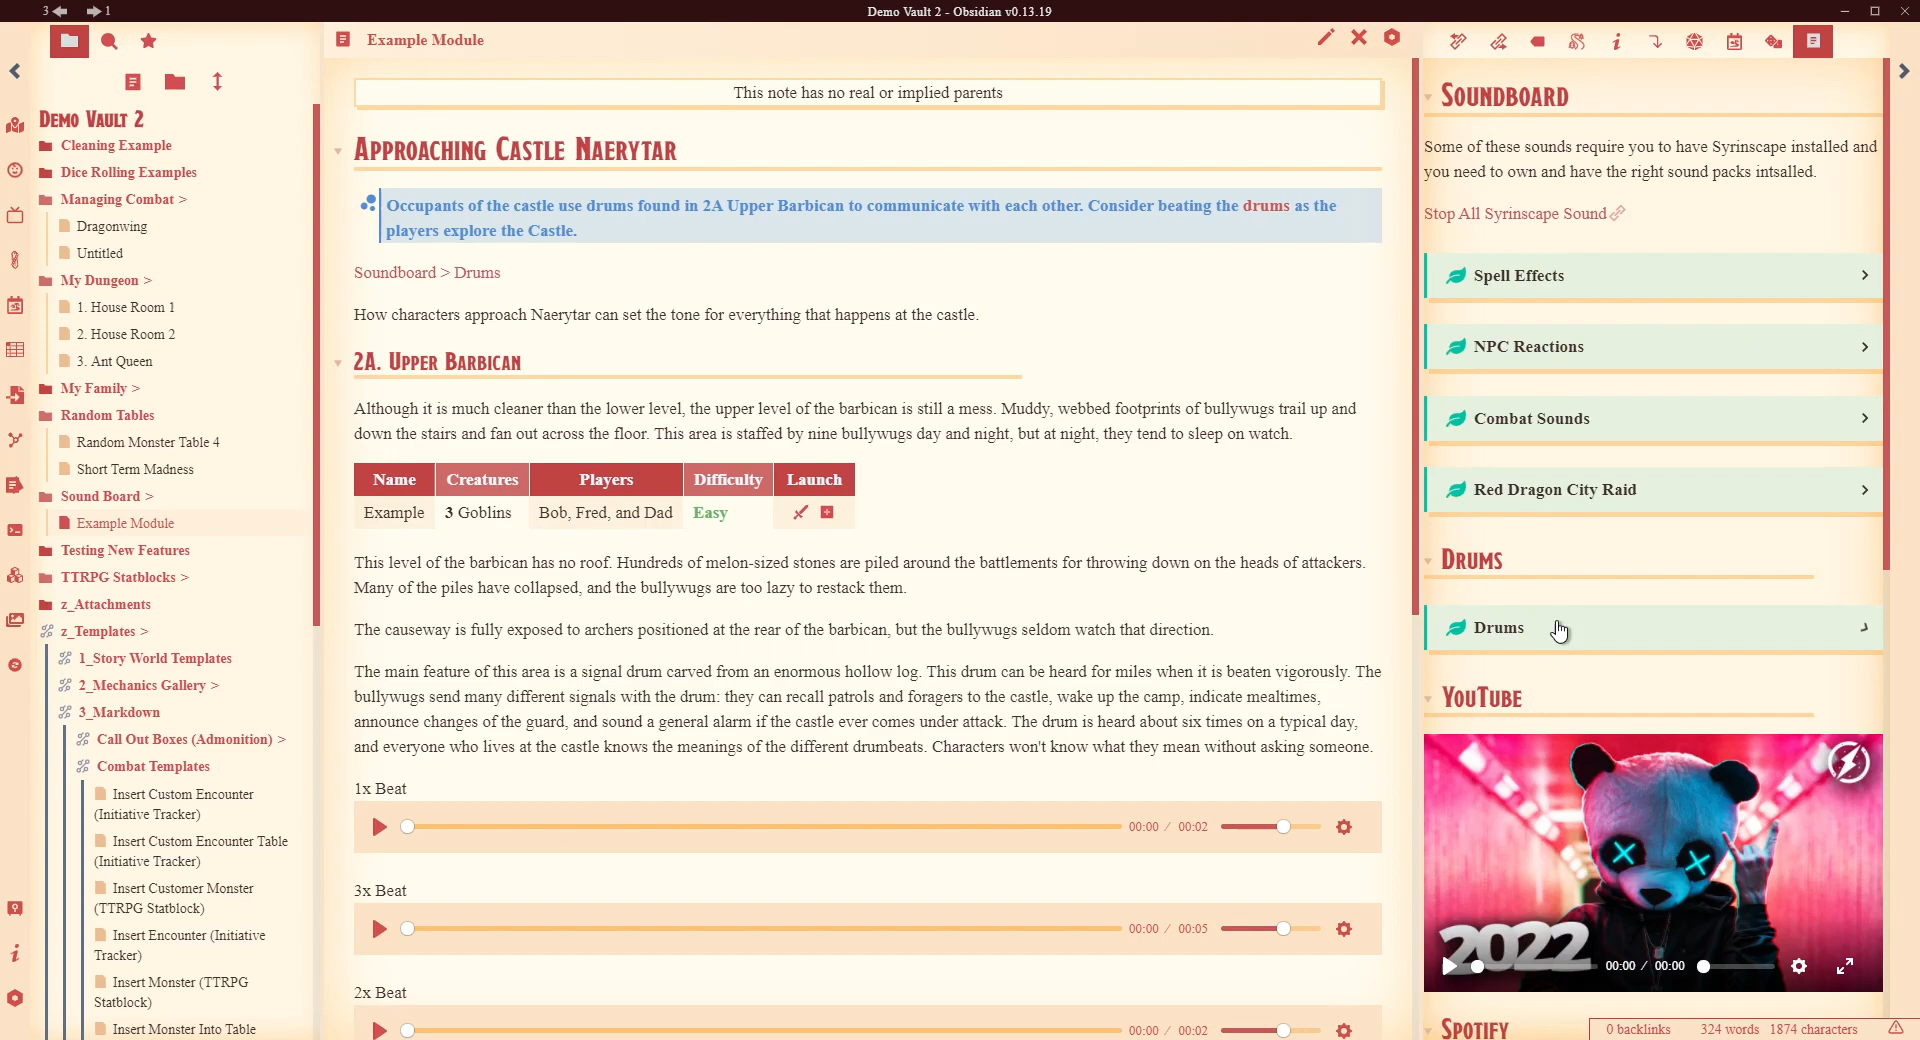 3
1
Demo Vault 2 - Obsidian v0.13.19
Demo Vault 2
Cleaning Example
Dice Rolling Examples
Managing Combat >
Dragonwing
Untitled
My Dungeon >
1. House Room 1
2. House Room 2
3. Ant Queen
My Family >
Random Tables
Random Monster Table 4
Short Term Madness
Sound Board >
Example Module
Testing New Features
TTRPG Statblocks >
z_Attachments
z_Templates >
1_Story World Templates
2_Mechanics Gallery >
3_Markdown
Call Out Boxes (Admonition) >
Combat Templates
Insert Custom Encounter
(Initiative Tracker)
Insert Custom Encounter Table
(Initiative Tracker)
Insert Customer Monster
(TTRPG Statblock)
Insert Encounter (Initiative
Tracker)
Insert Monster (TTRPG
Statblock)
Insert Monster Into Table
Example Module
This note has no real or implied parents
Approaching Castle Naerytar
Occupants of the castle use drums found in 2A Upper Barbican to communicate with each other. Consider beating the drums as the
players explore the Castle.
Soundboard > Drums
How characters approach Naerytar can set the tone for everything that happens at the castle.
2A. Upper Barbican
Although it is much cleaner than the lower level, the upper level of the barbican is still a mess. Muddy, webbed footprints of bullywugs trail up and
down the stairs and fan out across the floor. This area is staffed by nine bullywugs day and night, but at night, they tend to sleep on watch.
Name Creatures Players Difficulty Launch
Example 3 Goblins Bob, Fred, and Dad Easy
This level of the barbican has no roof. Hundreds of melon-sized stones are piled around the battlements for throwing down on the heads of attackers.
Many of the piles have collapsed, and the bullywugs are too lazy to restack them.
The causeway is fully exposed to archers positioned at the rear of the barbican, but the bullywugs seldom watch that direction.
The main feature of this area is a signal drum carved from an enormous hollow log. This drum can be heard for miles when it is beaten vigorously. The
bullywugs send many different signals with the drum: they can recall patrols and foragers to the castle, wake up the camp, indicate mealtimes,
announce changes of the guard, and sound a general alarm if the castle ever comes under attack. The drum is heard about six times on a typical day,
and everyone who lives at the castle knows the meanings of the different drumbeats. Characters won't know what they mean without asking someone.
1x Beat
00:00 / 00:02
3x Beat
00:00 / 00:05
2x Beat
00:00 / 00:02
Soundboard
Some of these sounds require you to have Syrinscape installed and
you need to own and have the right sound packs intsalled.
Stop All Syrinscape Sound
Spell Effects
NPC Reactions
Combat Sounds
Red Dragon City Raid
Drums
Drums
YouTube
2022
00:00 / 00:00
Spotify
0 backlinks 324 words 1874 characters